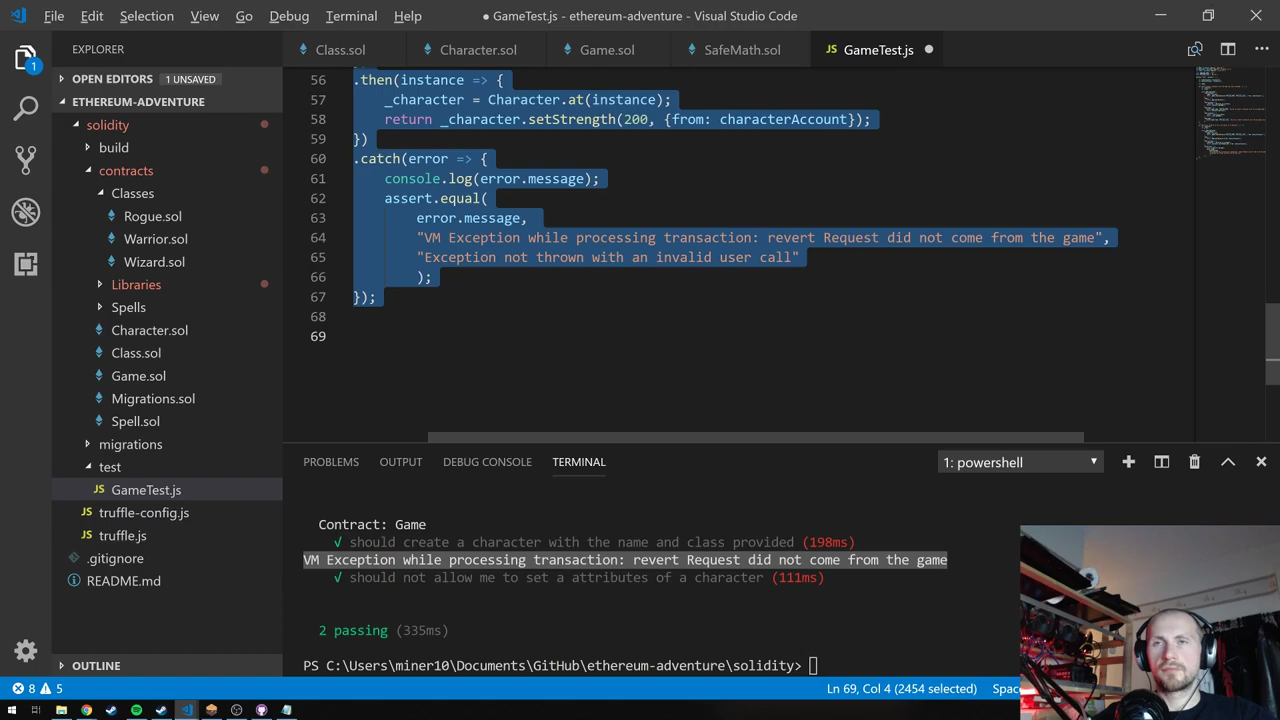 File Edit Selection View Go Debug Terminal Help
● GameTest.js - ethereum-adventure - Visual Studio Code
EXPLORER
Class.sol
Character.sol
Game.sol
SafeMath.sol
JS GameTest.js
1
OPEN EDITORS 1 UNSAVED
ETHEREUM-ADVENTURE
solidity
build
contracts
Classes
Rogue.sol
Warrior.sol
Wizard.sol
Libraries
Spells
Character.sol
Class.sol
Game.sol
Migrations.sol
Spell.sol
migrations
test
JS GameTest.js
JS truffle-config.js
JS truffle.js
.gitignore
README.md
OUTLINE
56 .then(instance => {
57 _character = Character.at(instance);
58 return _character.setStrength(200, {from: characterAccount});
59 })
60 .catch(error => {
61 console.log(error.message);
62 assert.equal(
63 error.message,
64 "VM Exception while processing transaction: revert Request did not come from the game",
65 "Exception not thrown with an invalid user call"
66 );
67 });
68
69
PROBLEMS OUTPUT DEBUG CONSOLE TERMINAL
1: powershell
Contract: Game
√ should create a character with the name and class provided (198ms)
VM Exception while processing transaction: revert Request did not come from the game
√ should not allow me to set a attributes of a character (111ms)
2 passing (335ms)
PS C:\Users\miner10\Documents\GitHub\ethereum-adventure\solidity>
8 5
Ln 69, Col 4 (2454 selected)